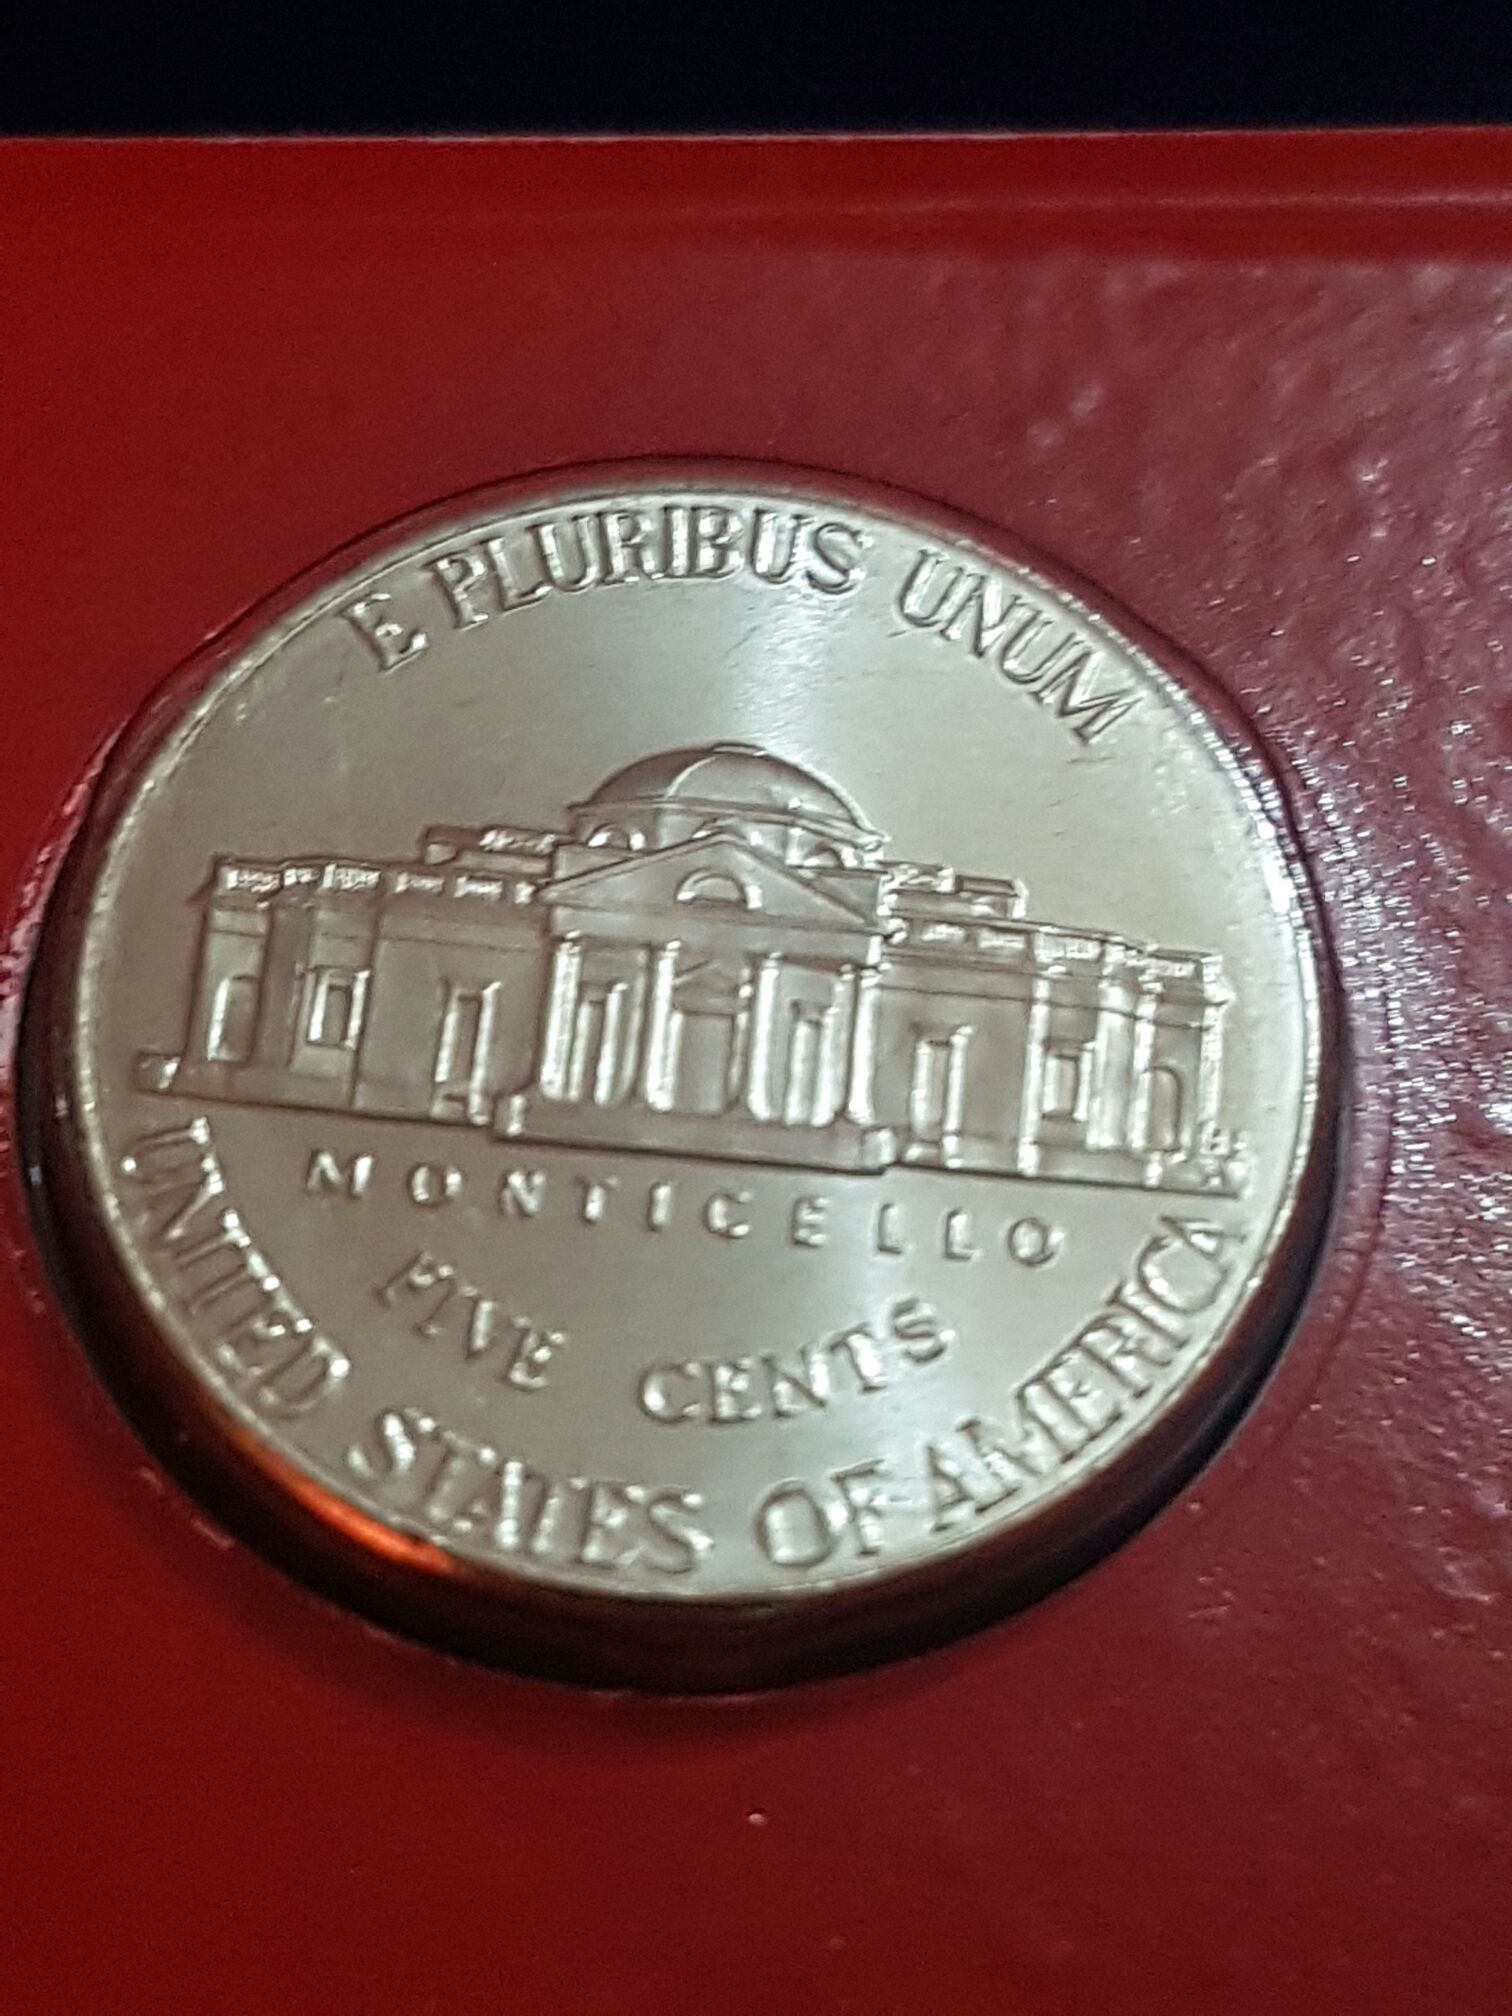 E PLURIBUS UNUM
MONTICELLO
FIVE CENTS
UNITED STATES OF AMERICA